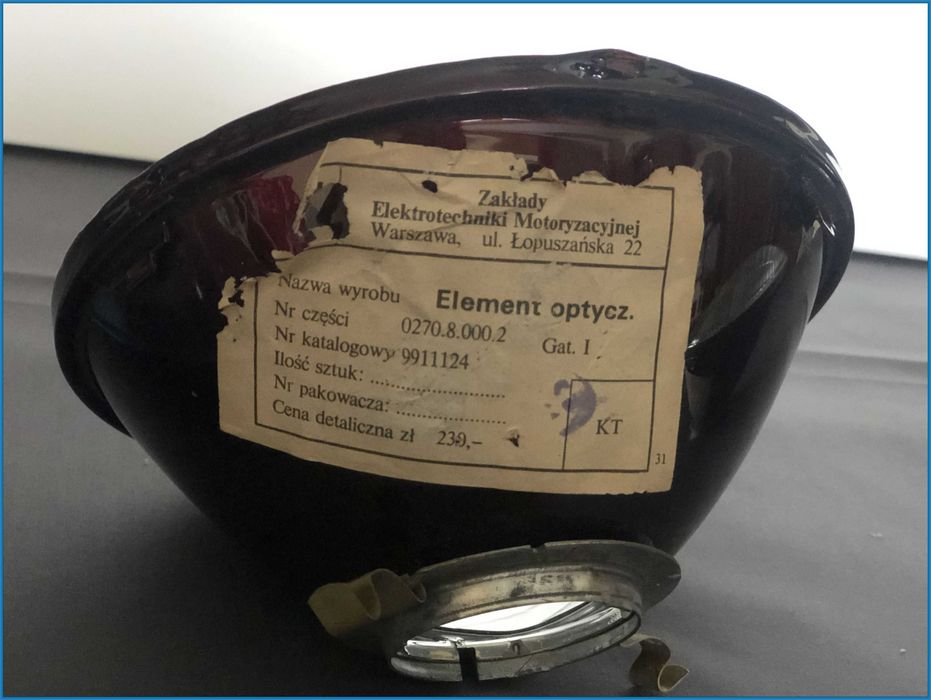 Zakłady
Elektrotechniki Motoryzacyjnej
Warszawa, ul. Łopuszańska 22
Nazwa wyrobu Element optycz.
Nr części 0270.8.000.2 Gat. I
Nr katalogowy 9911124
Ilość sztuk: ........................
Nr pakowacza: ....................
Cena detaliczna zł 239,–
KT
31